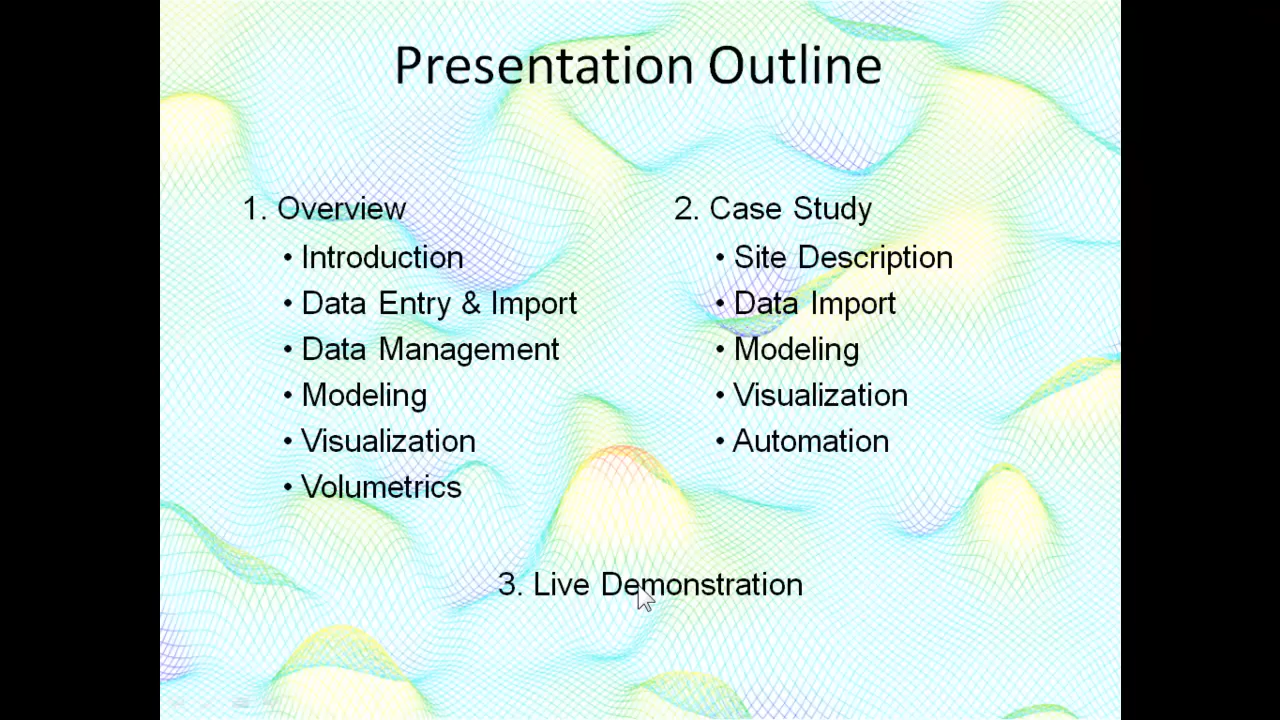 Presentation Outline
1. Overview
• Introduction
• Data Entry & Import
• Data Management
• Modeling
• Visualization
• Volumetrics
2. Case Study
• Site Description
• Data Import
• Modeling
• Visualization
• Automation
3. Live Demonstration